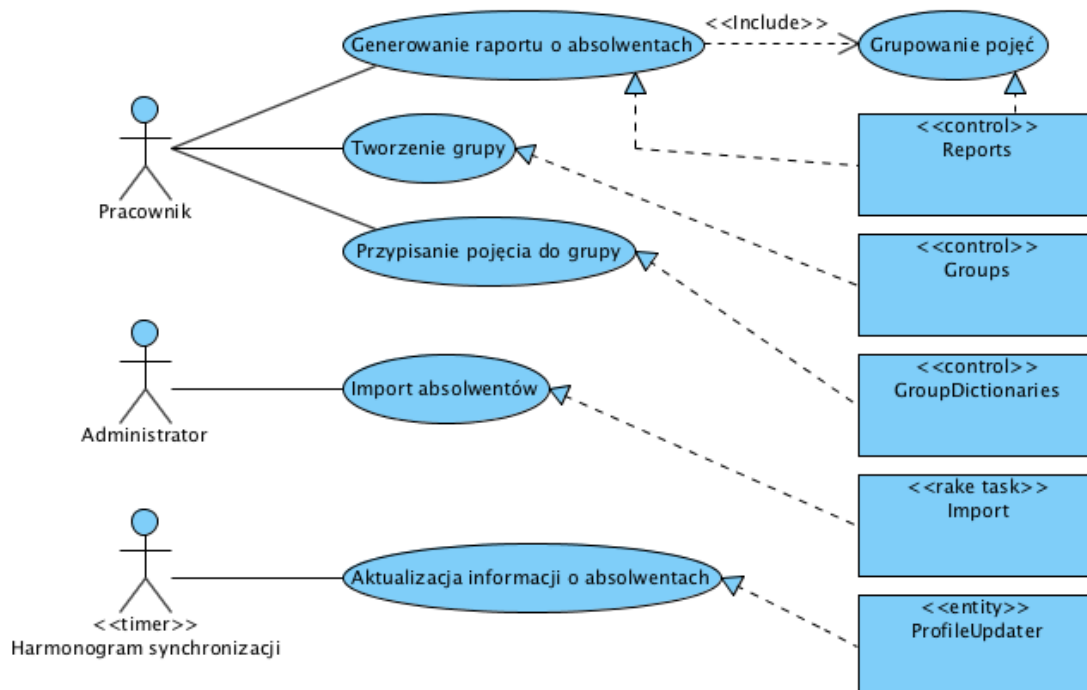 Generowanie raportu o absolwentach
<<Include>>
Grupowanie pojęć
<<control>>
Reports
Tworzenie grupy
Pracownik
Przypisanie pojęcia do grupy
<<control>>
Groups
<<control>>
GroupDictionaries
Import absolwentów
Administrator
<<rake task>>
Import
Aktualizacja informacji o absolwentach
<<timer>>
Harmonogram synchronizacji
<<entity>>
ProfileUpdater